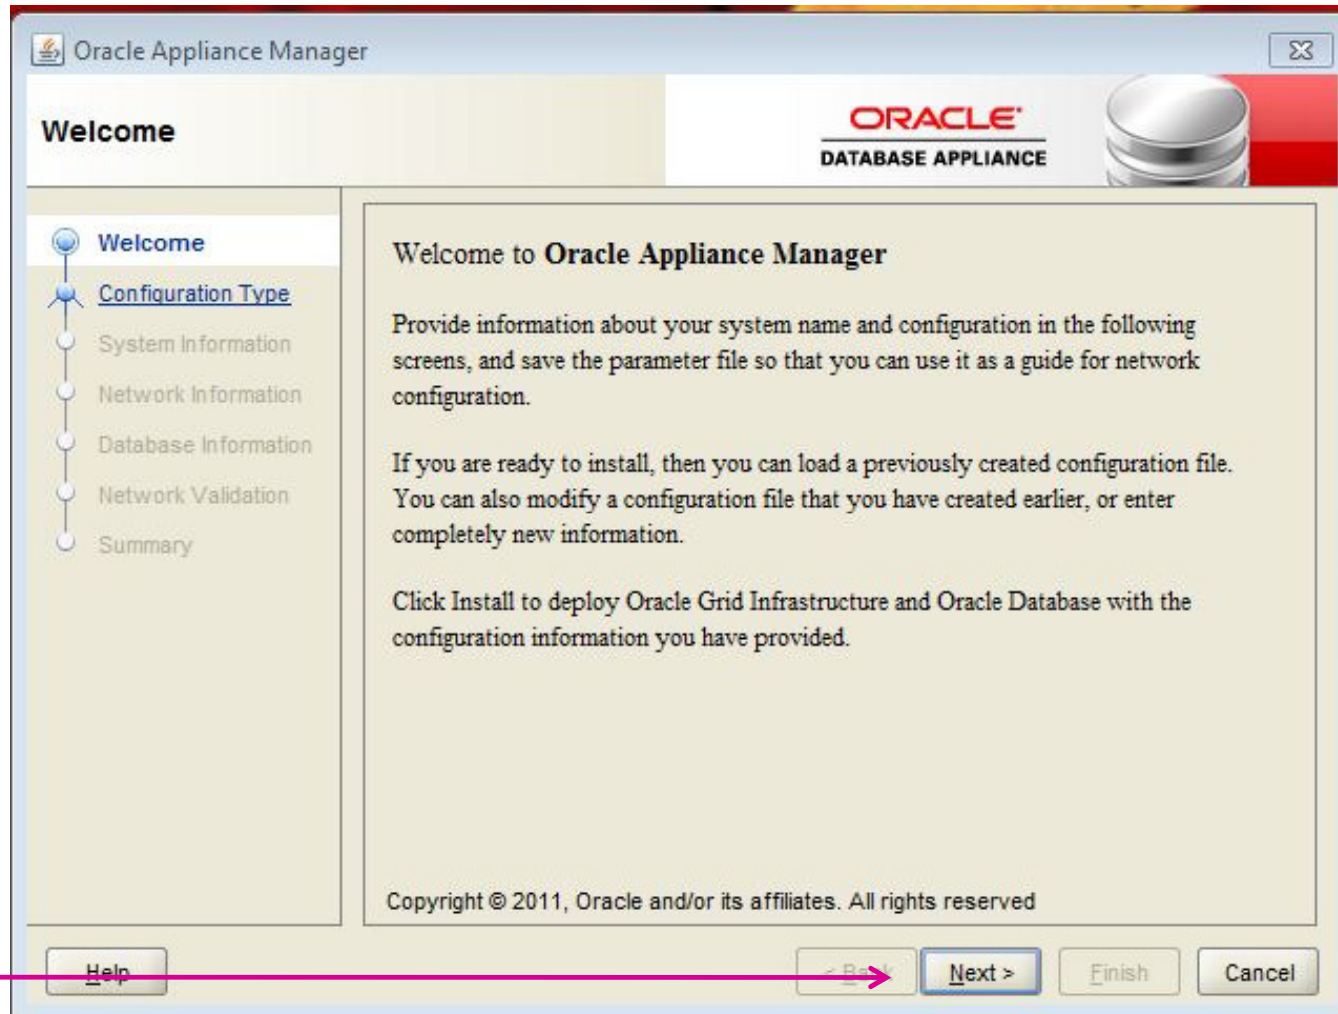 Oracle Appliance Manager
Welcome
ORACLE
DATABASE APPLIANCE
Welcome
Configuration Type
System Information
Network Information
Database Information
Network Validation
Summary
Welcome to Oracle Appliance Manager
Provide information about your system name and configuration in the following
screens, and save the parameter file so that you can use it as a guide for network
configuration.
If you are ready to install, then you can load a previously created configuration file.
You can also modify a configuration file that you have created earlier, or enter
completely new information.
Click Install to deploy Oracle Grid Infrastructure and Oracle Database with the
configuration information you have provided.
Copyright © 2011, Oracle and/or its affiliates. All rights reserved
Help
< Back
Next >
Finish
Cancel